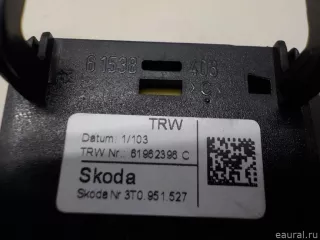 TRW
Datum: 1/103
TRW Nr.: 61962396 C
Skoda
Skoda Nr 3T0.951.527
eaural.ru